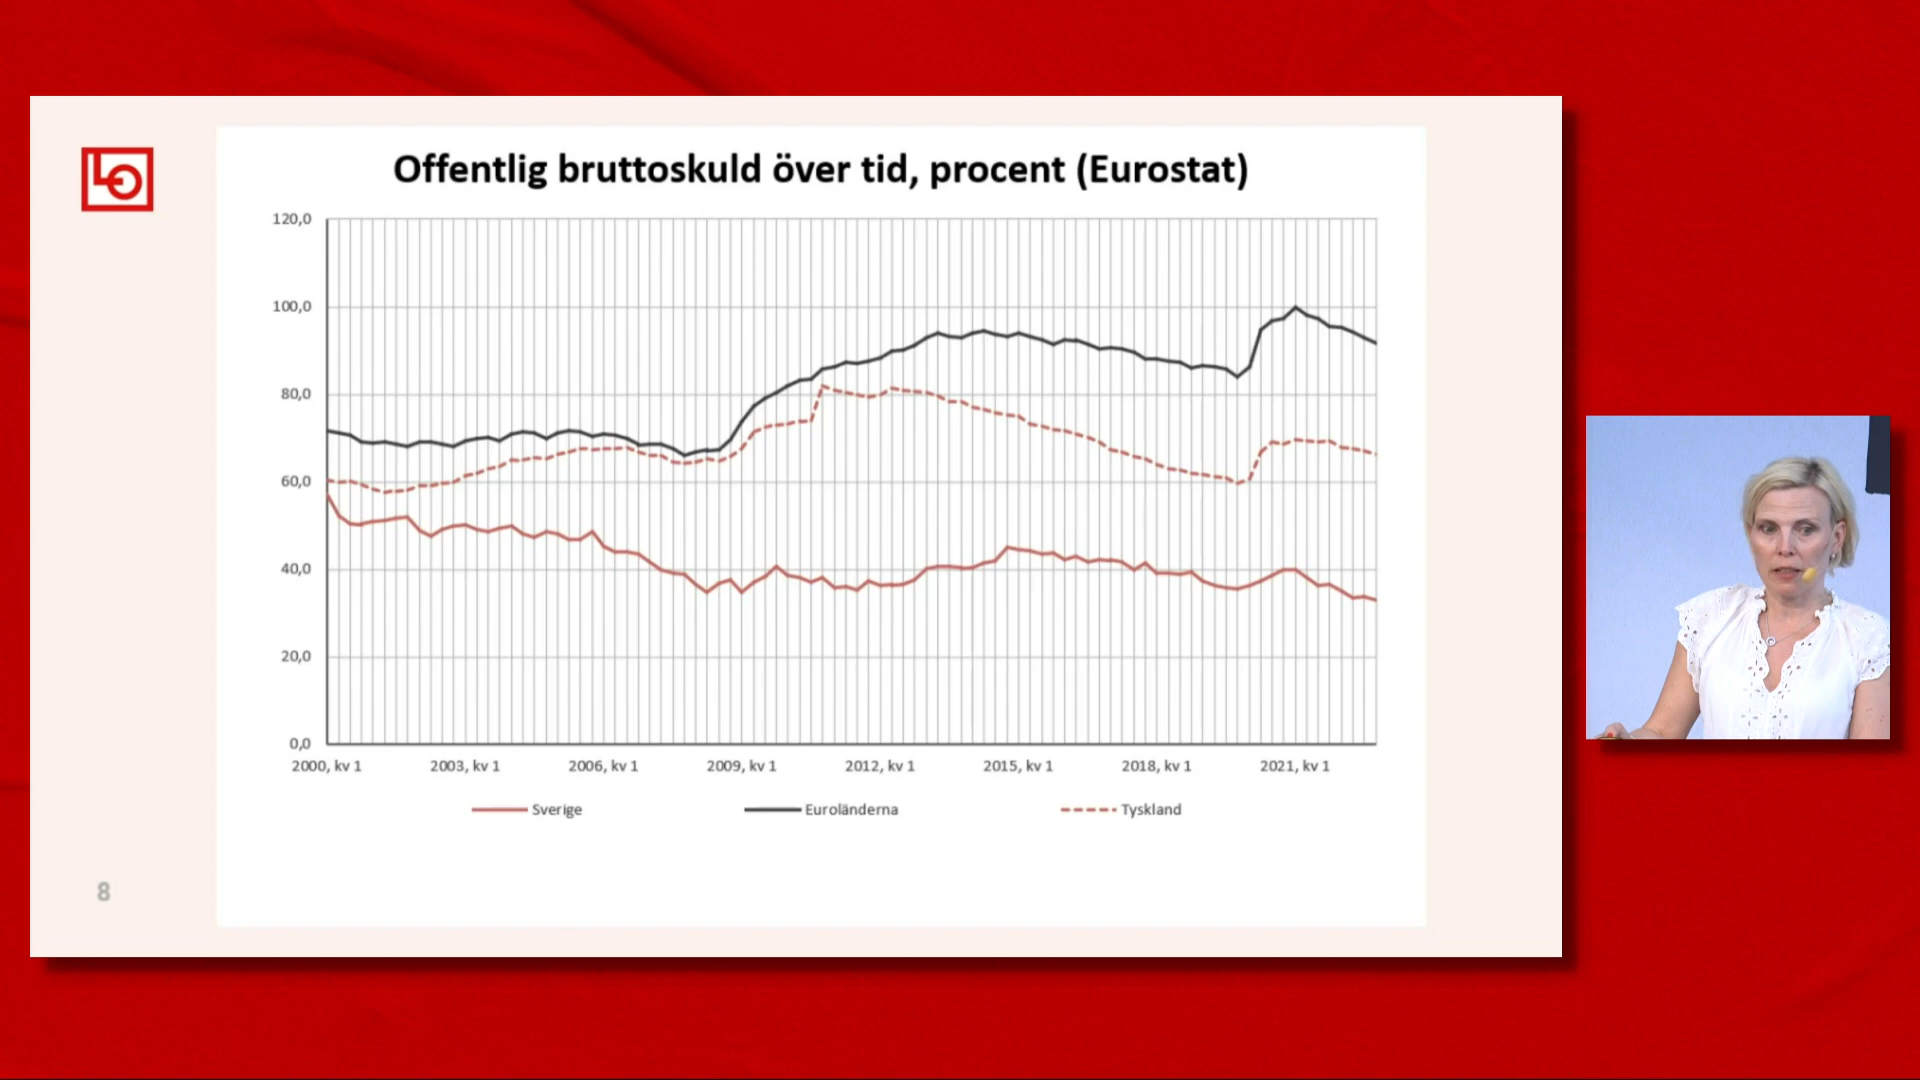 LO
Offentlig bruttoskuld över tid, procent (Eurostat)
120,0
100,0
80,0
60,0
40,0
20,0
0,0
2000, kv 1 2003, kv 1 2006, kv 1 2009, kv 1 2012, kv 1 2015, kv 1 2018, kv 1 2021, kv 1
Sverige Euroländerna Tyskland
8